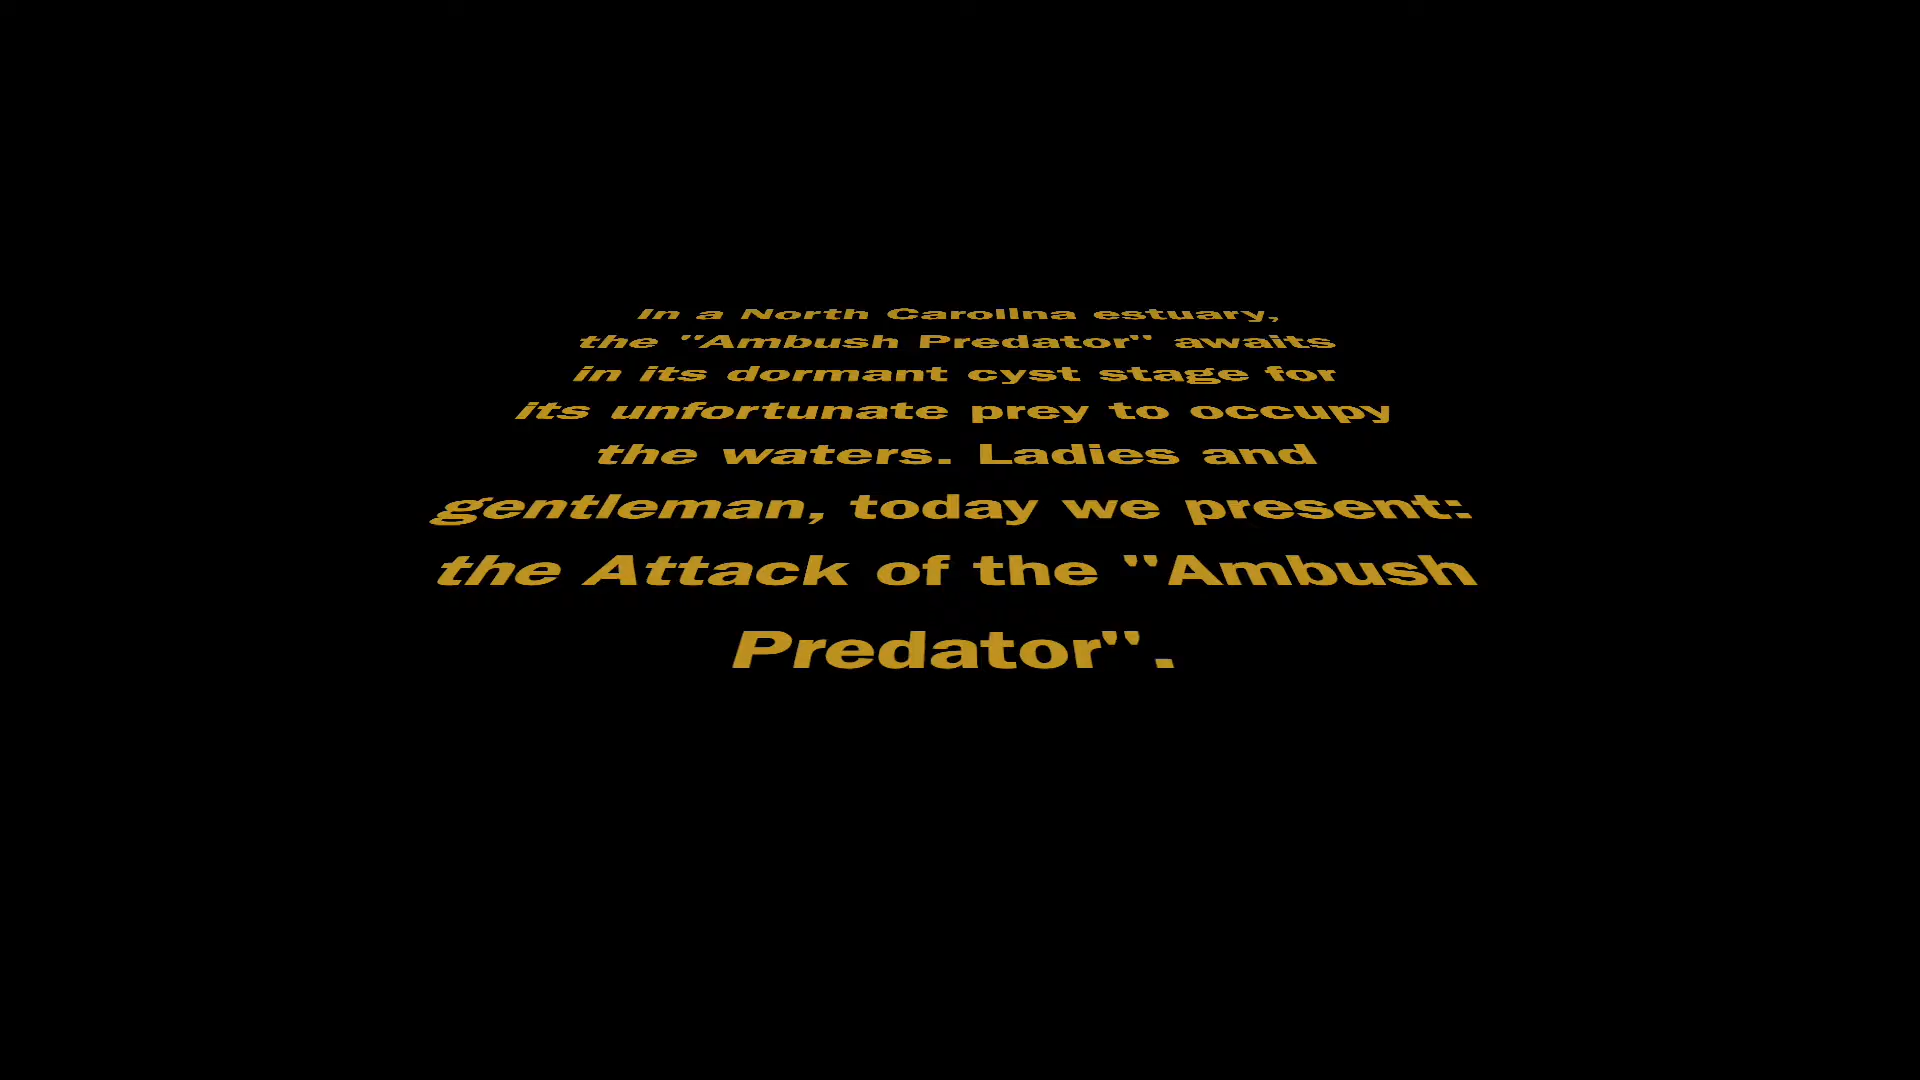 In a North Carolina estuary,
the "Ambush Predator" awaits
in its dormant cyst stage for
its unfortunate prey to occupy
the waters. Ladies and
gentleman, today we present:
the Attack of the "Ambush
Predator".